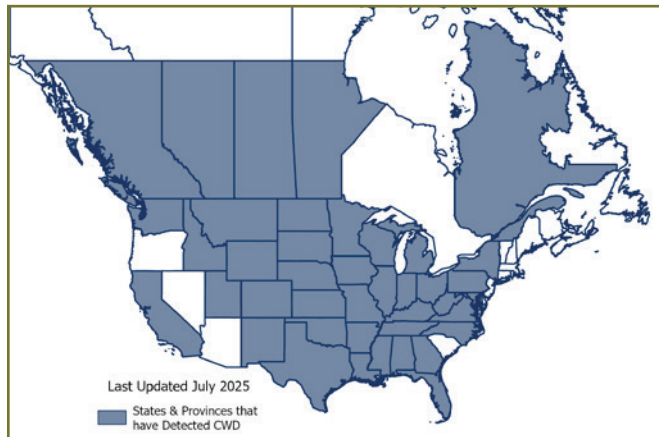 Last Updated July 2025
States & Provinces that
have Detected CWD